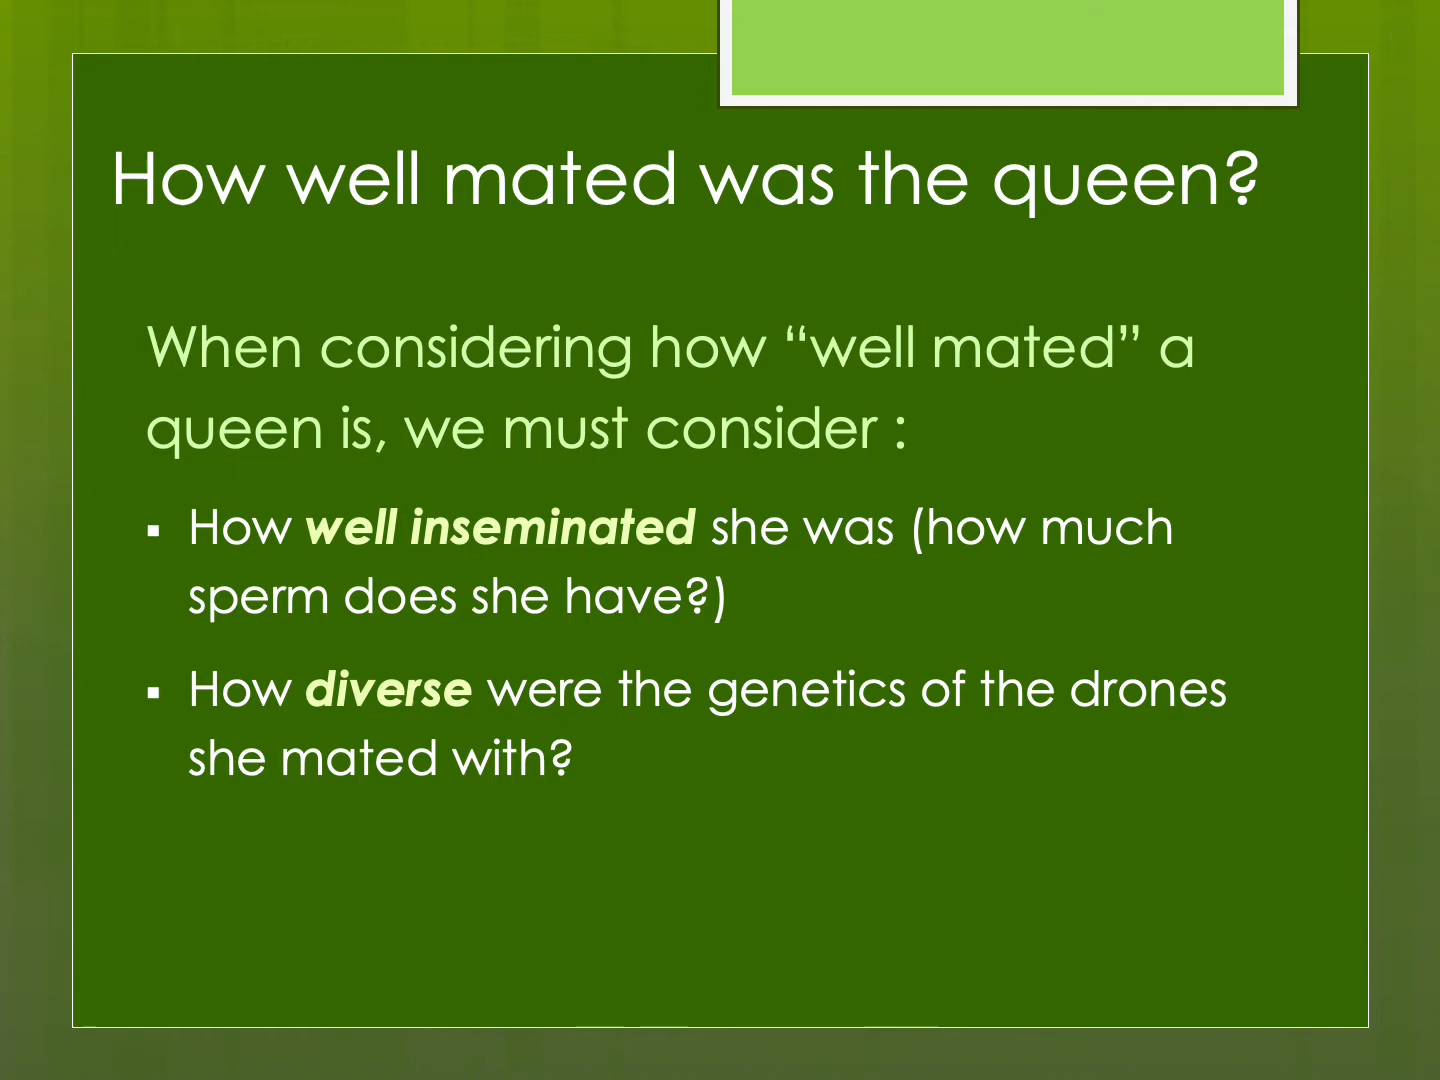 How well mated was the queen?
When considering how “well mated” a
queen is, we must consider :
▪ How well inseminated she was (how much
sperm does she have?)
▪ How diverse were the genetics of the drones
she mated with?